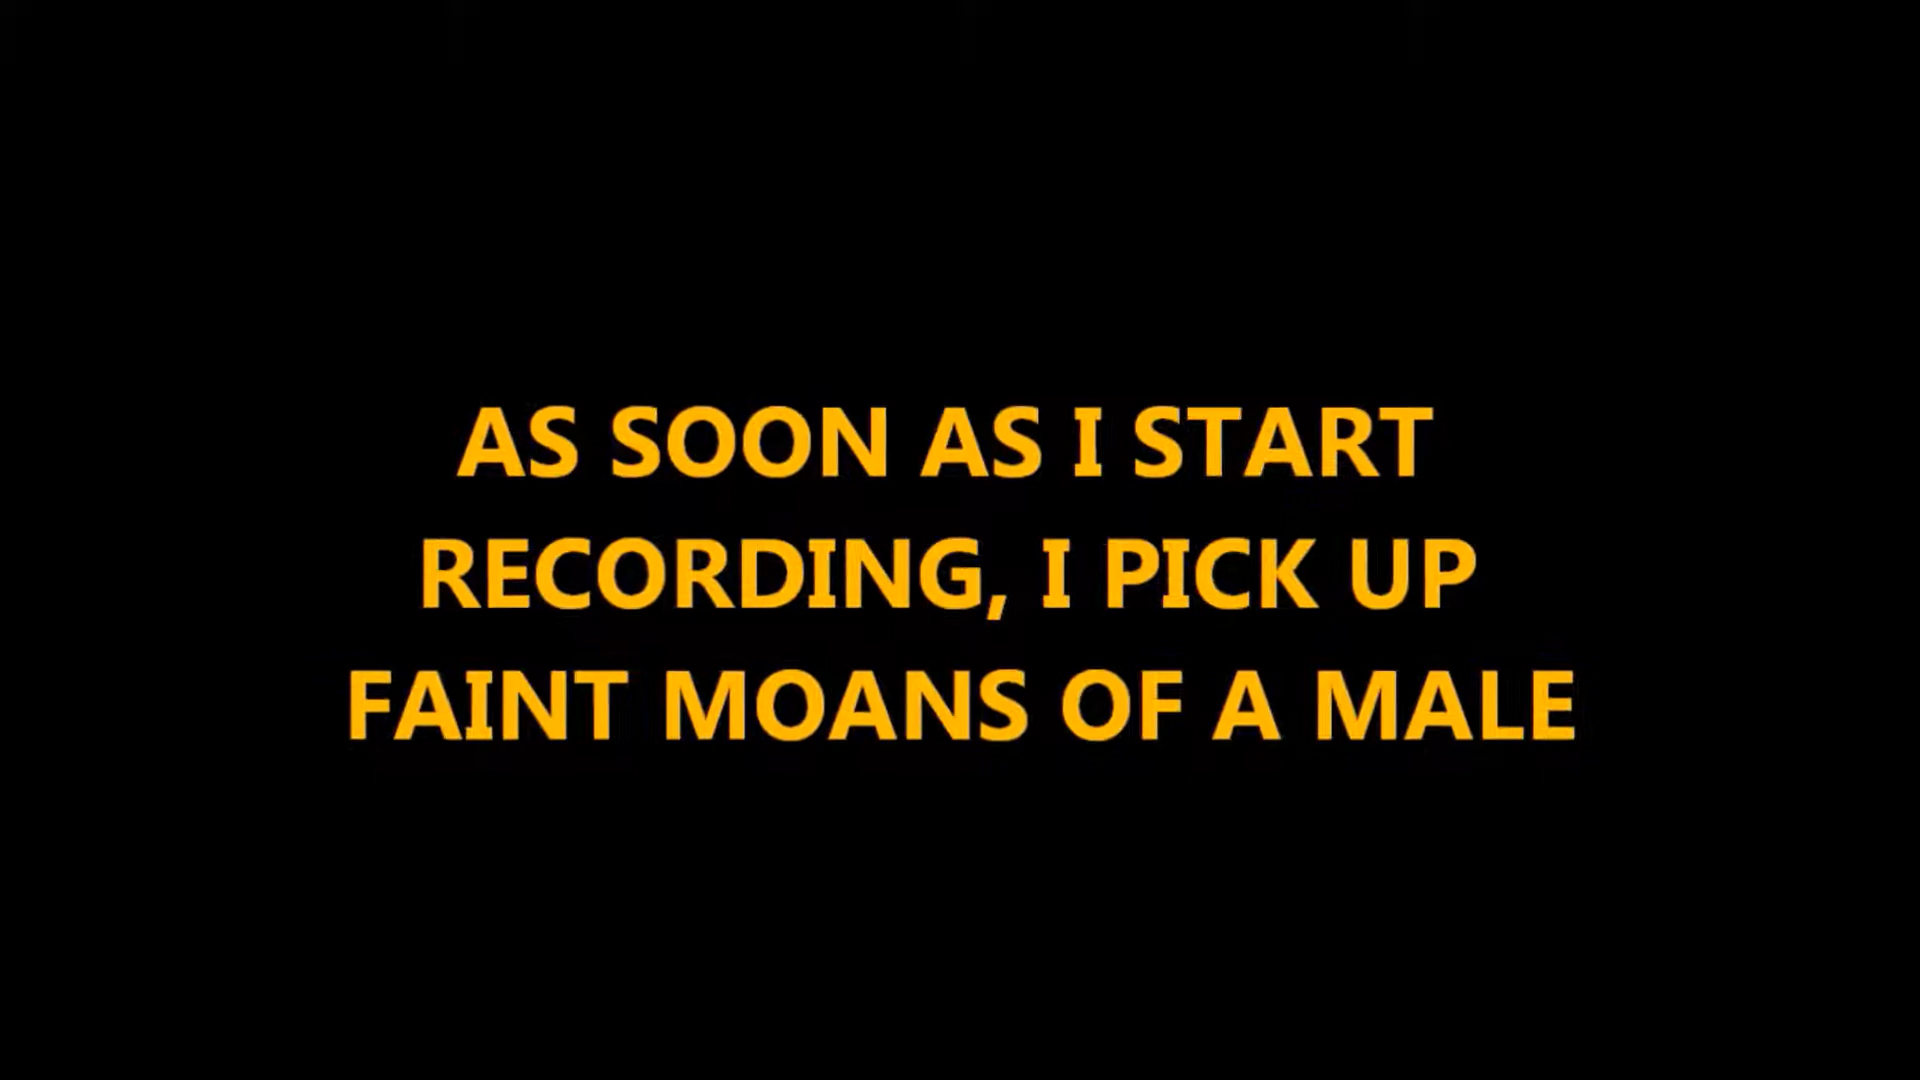 AS SOON AS I START
RECORDING, I PICK UP
FAINT MOANS OF A MALE